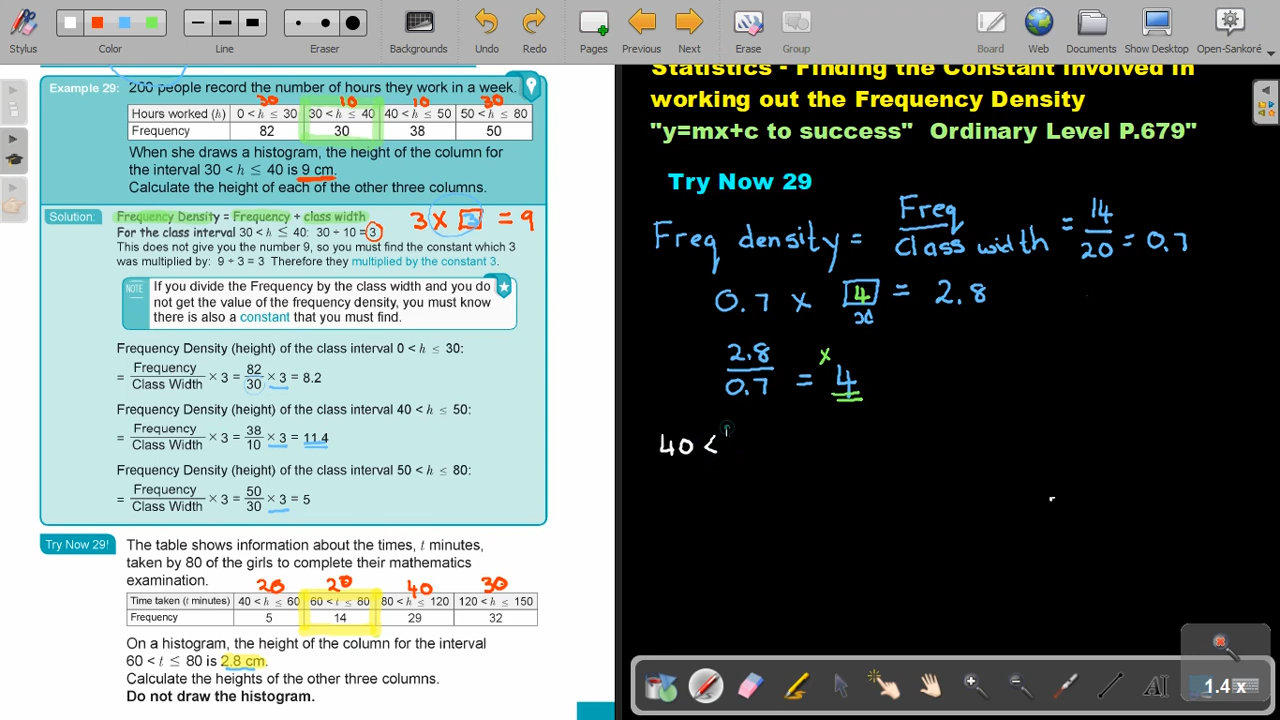 Stylus Color Line Eraser Backgrounds Undo Redo Pages Previous Next Erase Group Board Web Documents Show Desktop Open-Sankoré
Example 29: 200 people record the number of hours they work in a week.
30 10 10 30
Hours worked (h) 0 < h ≤ 30 30 < h ≤ 40 40 < h ≤ 50 50 < h ≤ 80
Frequency 82 30 38 50
When she draws a histogram, the height of the column for
the interval 30 < h ≤ 40 is 9 cm.
Calculate the height of each of the other three columns.
Solution: Frequency Density = Frequency ÷ class width
3 × 3 = 9
For the class interval 30 < h ≤ 40: 30 ÷ 10 = 3
This does not give you the number 9, so you must find the constant which 3
was multiplied by: 9 ÷ 3 = 3 Therefore they multiplied by the constant 3.
NOTE If you divide the Frequency by the class width and you do
not get the value of the frequency density, you must know
there is also a constant that you must find.
Frequency Density (height) of the class interval 0 < h ≤ 30:
= Frequency / Class Width × 3 = 82 / 30 × 3 = 8.2
Frequency Density (height) of the class interval 40 < h ≤ 50:
= Frequency / Class Width × 3 = 38 / 10 × 3 = 11.4
Frequency Density (height) of the class interval 50 < h ≤ 80:
= Frequency / Class Width × 3 = 50 / 30 × 3 = 5
Try Now 29! The table shows information about the times, t minutes,
taken by 80 of the girls to complete their mathematics
examination.
20 20 40 30
Time taken (t minutes) 40 < h ≤ 60 60 < t ≤ 80 80 < h ≤ 120 120 < h ≤ 150
Frequency 5 14 29 32
On a histogram, the height of the column for the interval
60 < t ≤ 80 is 2.8 cm.
Calculate the heights of the other three columns.
Do not draw the histogram.
Statistics - Finding the Constant involved in
working out the Frequency Density
"y=mx+c to success" Ordinary Level P.679"
Try Now 29
Freq density = Freq / Class width = 14 / 20 = 0.7
0.7 × 4 = 2.8
x
2.8 / 0.7 = × 4
40 <
1.4 x